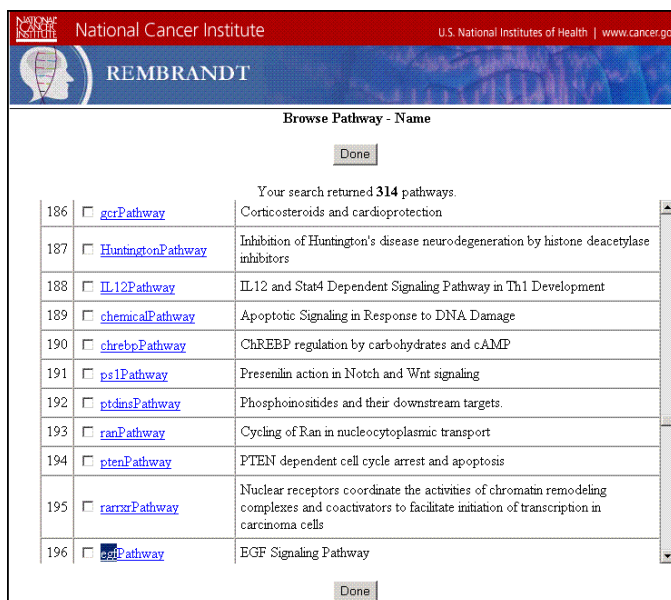 NATIONAL
CANCER
INSTITUTE
National Cancer Institute
U.S. National Institutes of Health | www.cancer.go
REMBRANDT
Browse Pathway - Name
Done
Your search returned 314 pathways.
186 gcrPathway Corticosteroids and cardioprotection
187 HuntingtonPathway Inhibition of Huntington's disease neurodegeneration by histone deacetylase
inhibitors
188 IL12Pathway IL12 and Stat4 Dependent Signaling Pathway in Th1 Development
189 chemicalPathway Apoptotic Signaling in Response to DNA Damage
190 chrebpPathway ChREBP regulation by carbohydrates and cAMP
191 ps1Pathway Presenilin action in Notch and Wnt signaling
192 ptdinsPathway Phosphoinositides and their downstream targets.
193 ranPathway Cycling of Ran in nucleocytoplasmic transport
194 ptenPathway PTEN dependent cell cycle arrest and apoptosis
195 rarrxrPathway Nuclear receptors coordinate the activities of chromatin remodeling
complexes and coactivators to facilitate initiation of transcription in
carcinoma cells
196 egfPathway EGF Signaling Pathway
Done